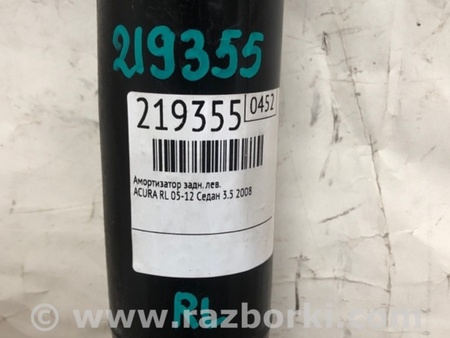 219355
219355 0452
Амортизатор задн. лев.
ACURA RL 05-12 Седан 3.5 2008
RL
www.razborki.com